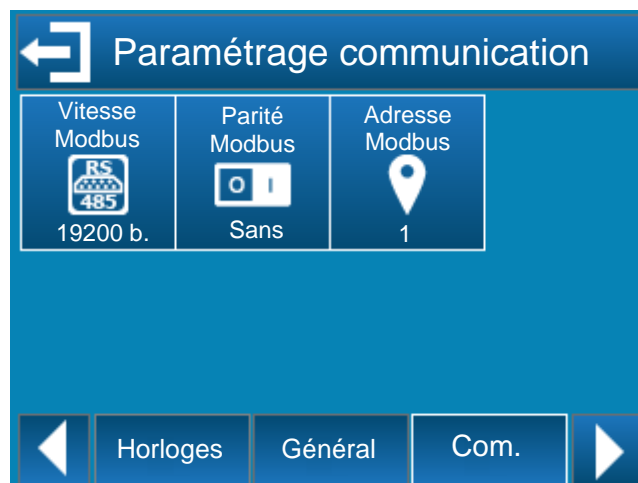 Paramétrage communication
Vitesse
Modbus
RS
485
19200 b.
Parité
Modbus
O I
Sans
Adresse
Modbus
1
Horloges
Général
Com.